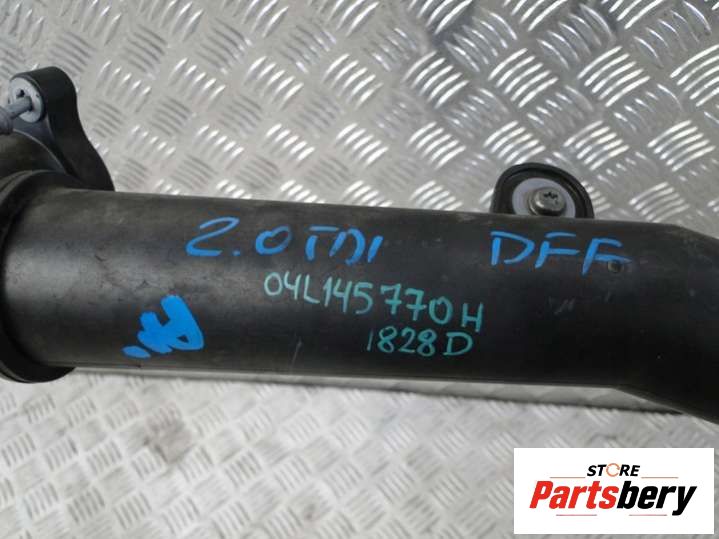 2.0TDI DFF
04L145770H
1828D
STORE
Partsbery